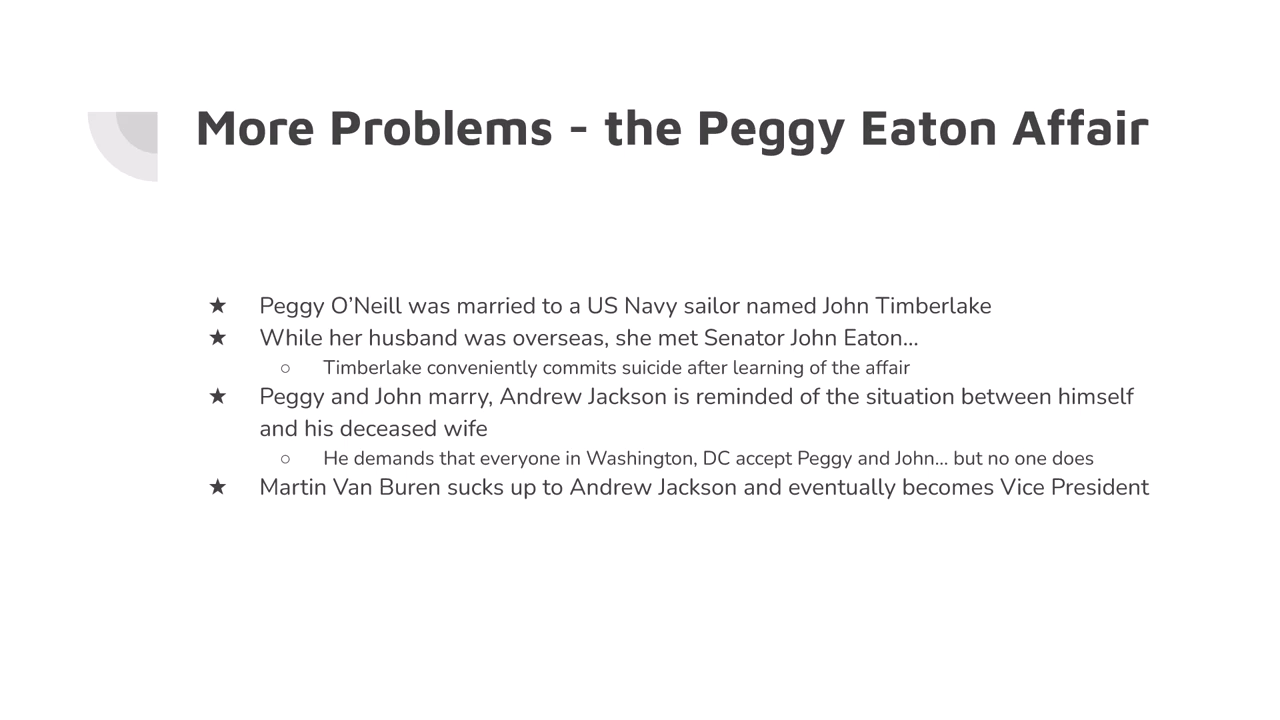 More Problems - the Peggy Eaton Affair
★ Peggy O’Neill was married to a US Navy sailor named John Timberlake
★ While her husband was overseas, she met Senator John Eaton...
○ Timberlake conveniently commits suicide after learning of the affair
★ Peggy and John marry, Andrew Jackson is reminded of the situation between himself
and his deceased wife
○ He demands that everyone in Washington, DC accept Peggy and John... but no one does
★ Martin Van Buren sucks up to Andrew Jackson and eventually becomes Vice President